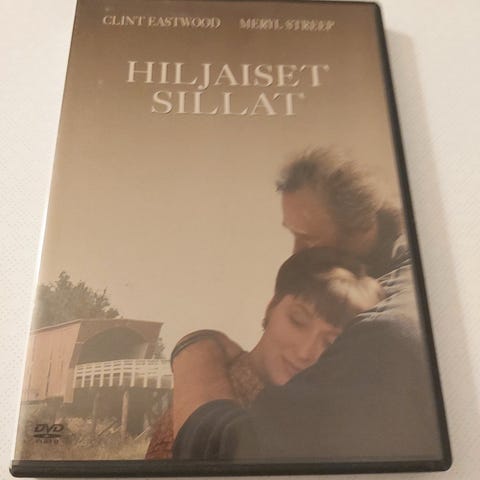 CLINT EASTWOOD MERYL STREEP
HILJAISET
SILLAT
DVD